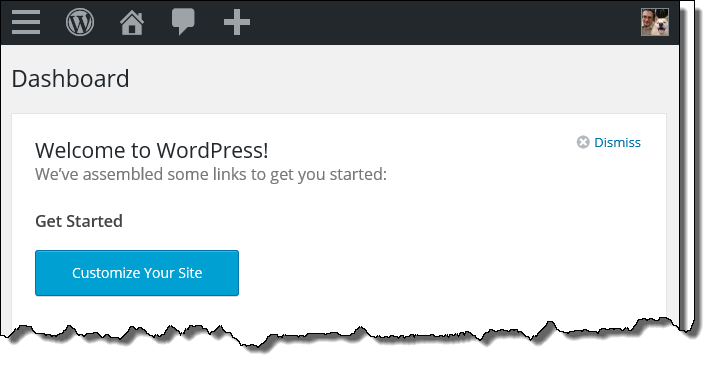 Dashboard
Welcome to WordPress!
Dismiss
We've assembled some links to get you started:
Get Started
Customize Your Site